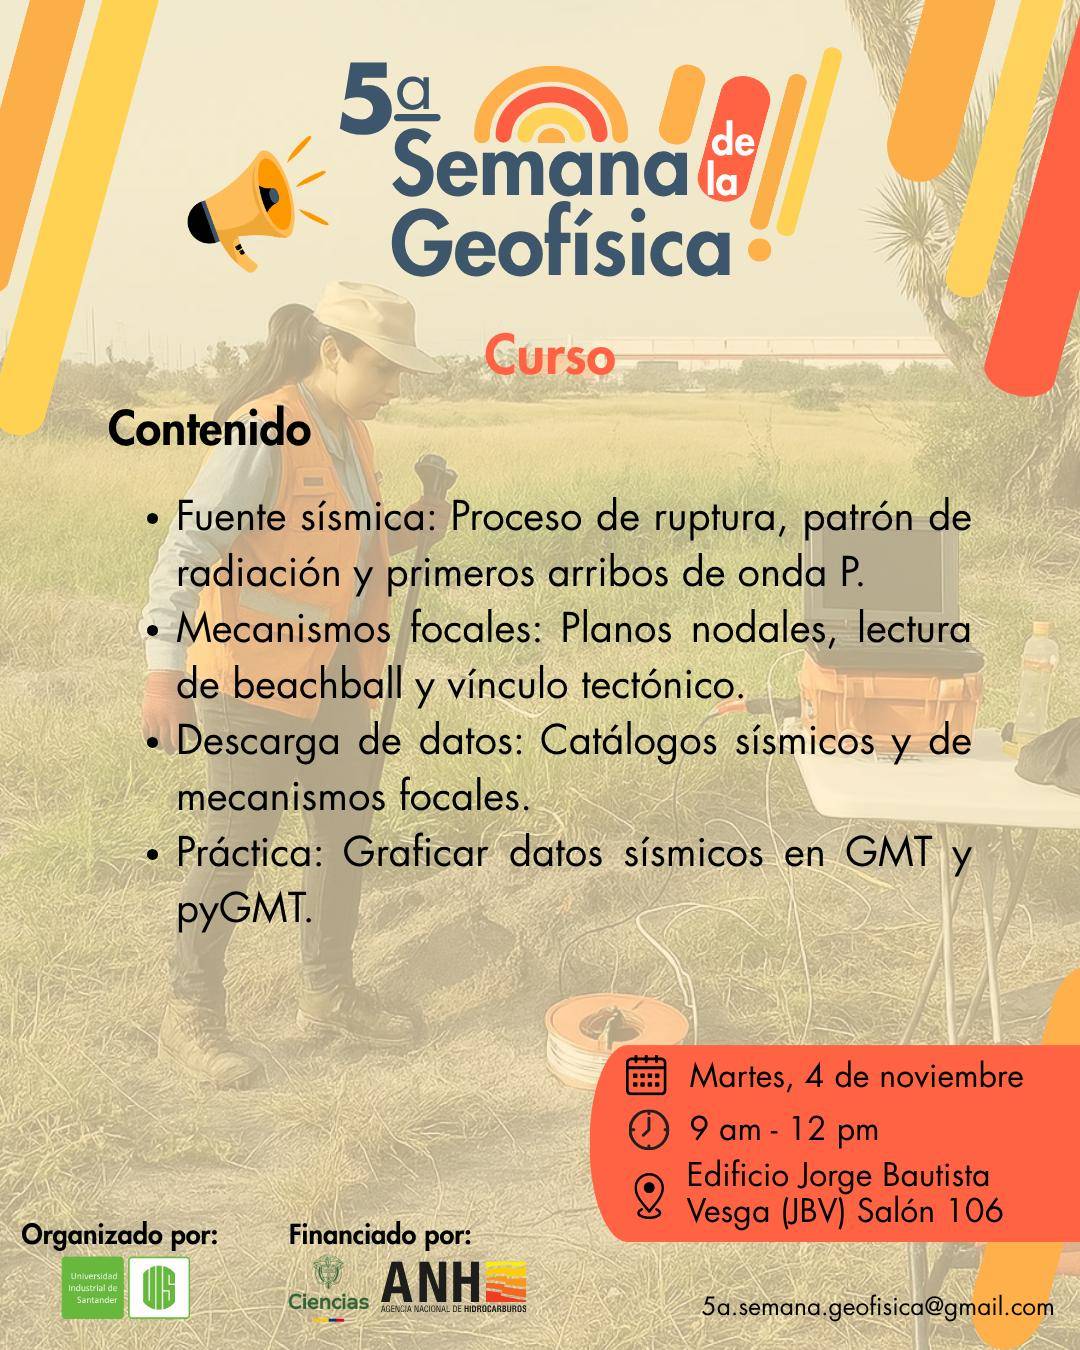 5ª
Semana de la
Geofísica
Curso
Contenido
• Fuente sísmica: Proceso de ruptura, patrón de
radiación y primeros arribos de onda P.
• Mecanismos focales: Planos nodales, lectura
de beachball y vínculo tectónico.
• Descarga de datos: Catálogos sísmicos y de
mecanismos focales.
• Práctica: Graficar datos sísmicos en GMT y
pyGMT.
Martes, 4 de noviembre
9 am - 12 pm
Edificio Jorge Bautista
Vesga (JBV) Salón 106
Organizado por:
Universidad
Industrial de
Santander
UIS
Financiado por:
Ciencias
ANH
AGENCIA NACIONAL DE HIDROCARBUROS
5a.semana.geofisica@gmail.com